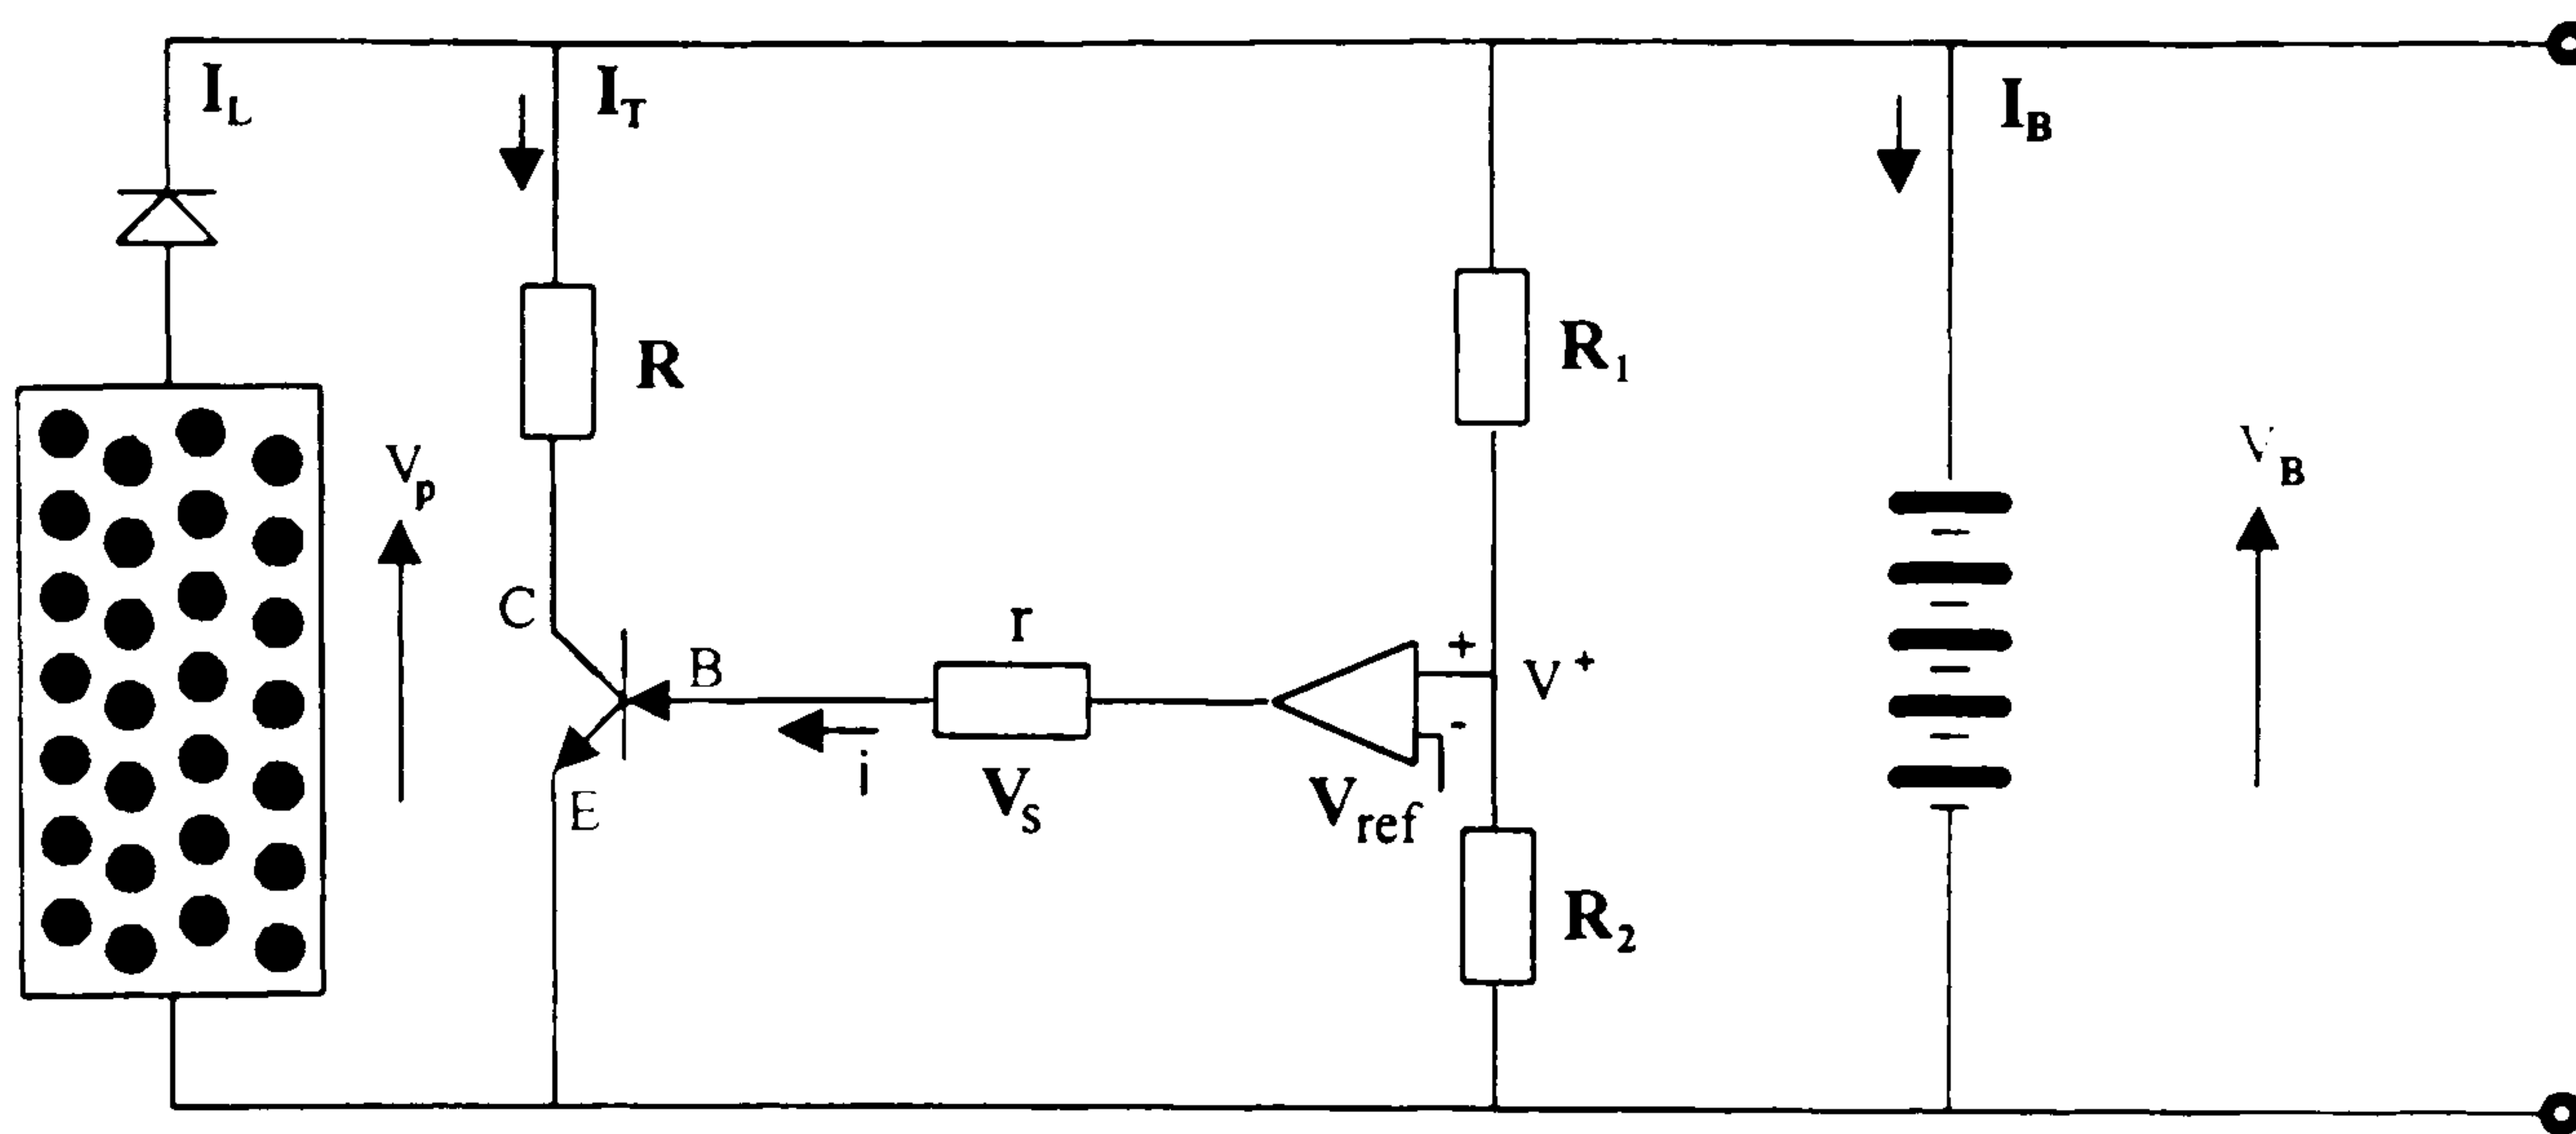 I_L
I_T
I_B
R
R_1
V_p
V_B
C
r
B
+
V^+
-
i
E
V_s
V_ref
R_2